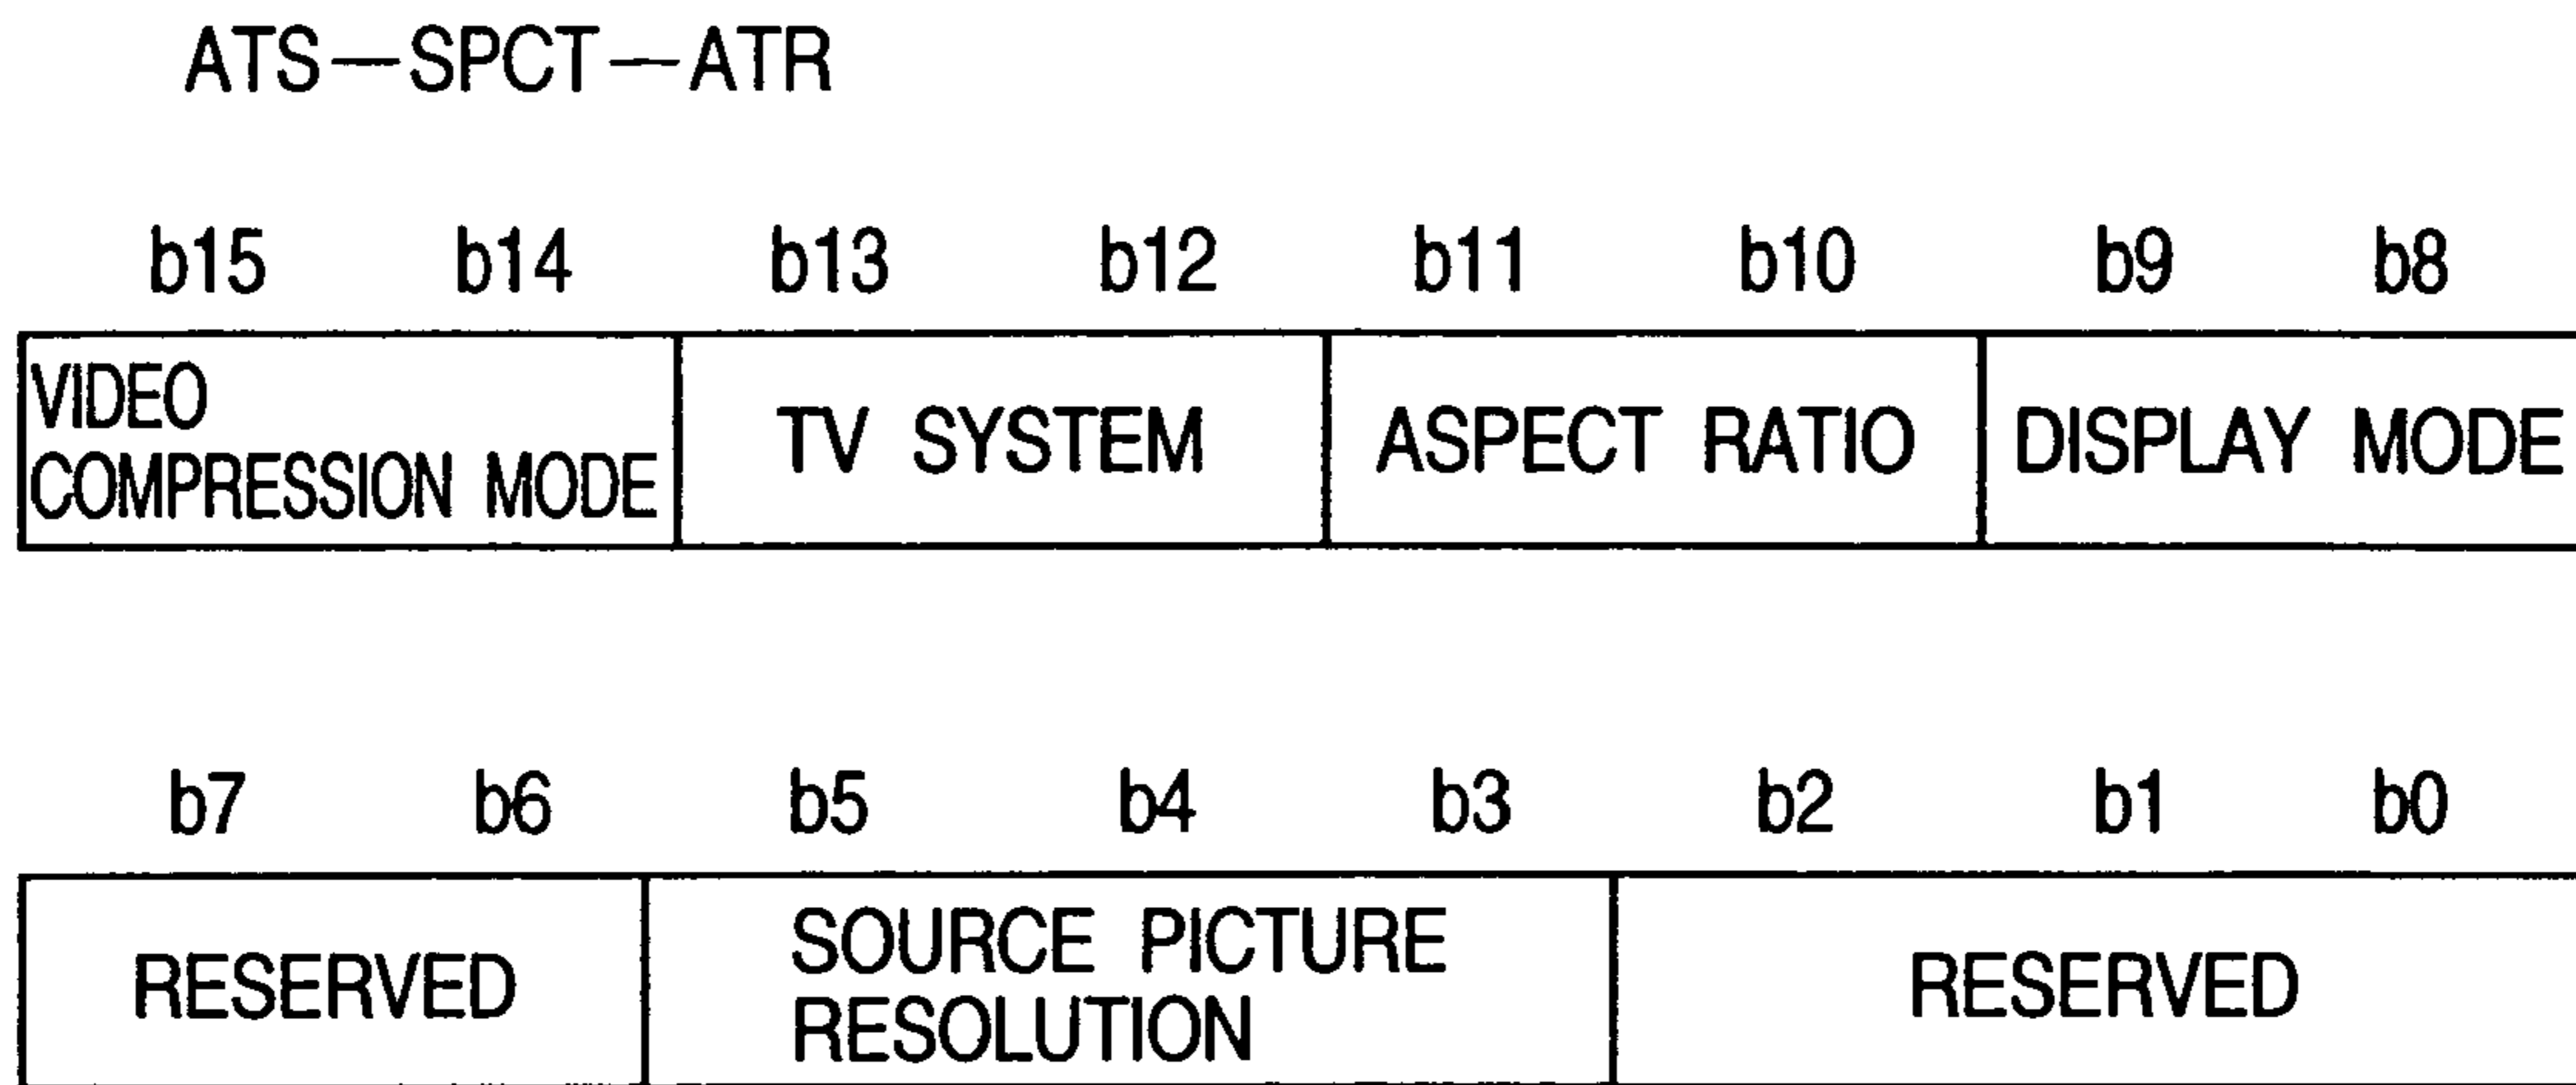 ATS—SPCT—ATR
b15 b14 b13 b12 b11 b10 b9 b8
VIDEO
COMPRESSION MODE
TV SYSTEM
ASPECT RATIO
DISPLAY MODE
b7 b6 b5 b4 b3 b2 b1 b0
RESERVED
SOURCE PICTURE
RESOLUTION
RESERVED